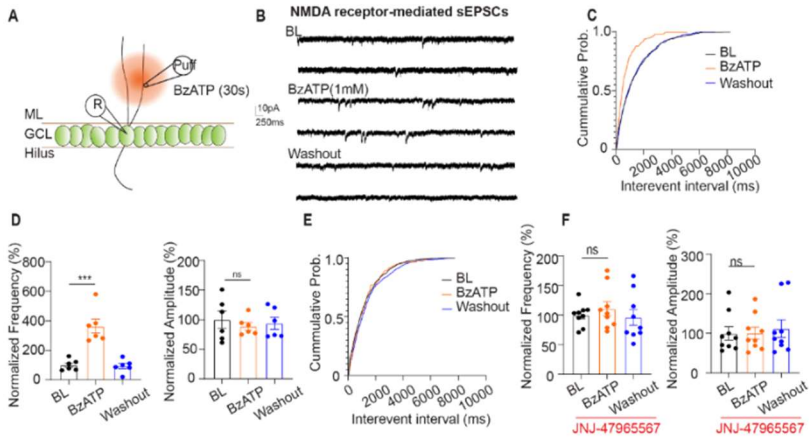 A
Puff
BzATP (30s)
R
ML
GCL
Hilus
B
NMDA receptor-mediated sEPSCs
BL
BzATP(1mM)
Washout
10pA
250ms
C
Cummulative Prob.
1.0
0.5
0
0 2000 4000 6000 8000 10000
Interevent interval (ms)
BL
BzATP
Washout
D
Normalized Frequency (%)
800
600
400
200
0
***
BL BzATP Washout
Normalized Amplitude (%)
200
150
100
50
0
ns
BL BzATP Washout
E
Cummulative Prob.
1.0
0.5
0
0 2000 4000 6000 8000 10000
Interevent interval (ms)
BL
BzATP
Washout
F
Normalized Frequency (%)
200
150
100
50
0
ns
BL BzATP Washout
JNJ-47965567
Normalized Amplitude (%)
300
200
100
0
ns
BL BzATP Washout
JNJ-47965567